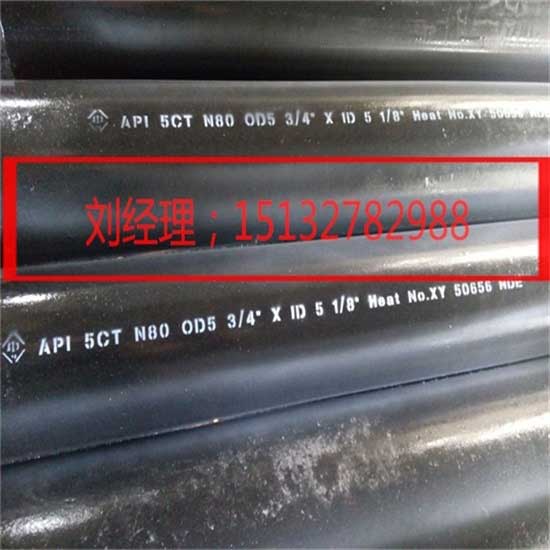 API 5CT N80 OD5 3/4" X ID 5 1/8" Heat No.XY 50656 NDE
刘经理；15132782988
API 5CT N80 OD5 3/4" X ID 5 1/8" Heat No.XY 50656 NDE